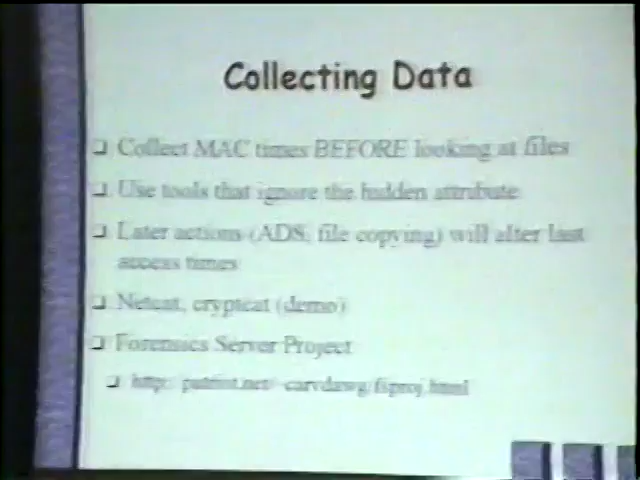 Collecting Data
Collect MAC times BEFORE looking at files
Use tools that ignore the hidden attribute
Later actions (ADS, file copying) will alter last
access times
Netcat, cryptcat (demo)
Forensics Server Project
http://patriot.net/~carvdawg/fsproj.html